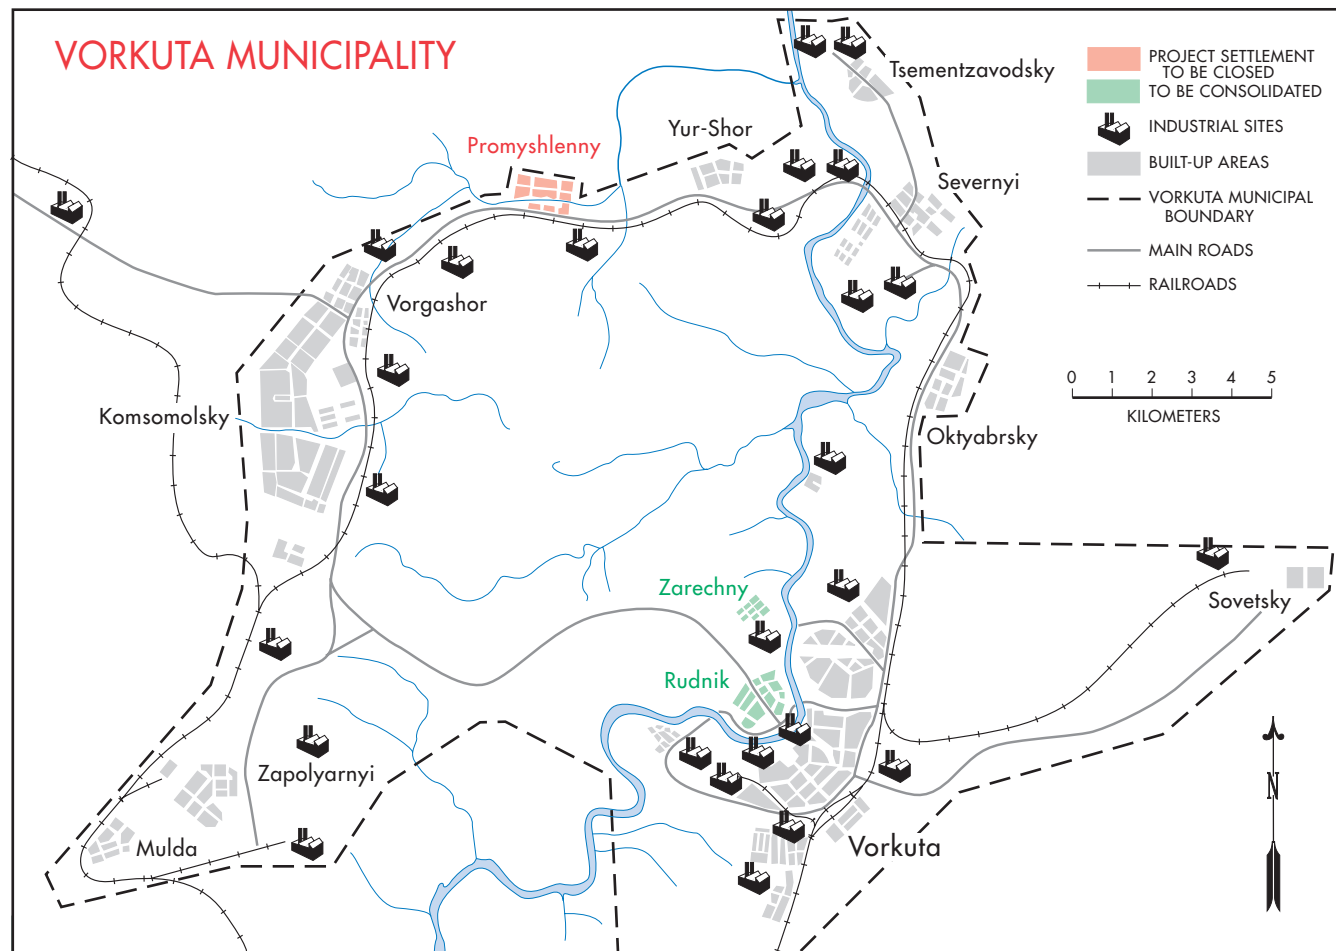 VORKUTA MUNICIPALITY
Tsementzavodsky
Yur-Shor
Promyshlenny
Severnyi
Vorgashor
Komsomolsky
Oktyabrsky
Zarechny
Sovetsky
Rudnik
Zapolyarnyi
Mulda
Vorkuta
PROJECT SETTLEMENT
TO BE CLOSED
TO BE CONSOLIDATED
INDUSTRIAL SITES
BUILT-UP AREAS
VORKUTA MUNICIPAL
BOUNDARY
MAIN ROADS
RAILROADS
0 1 2 3 4 5
KILOMETERS
N